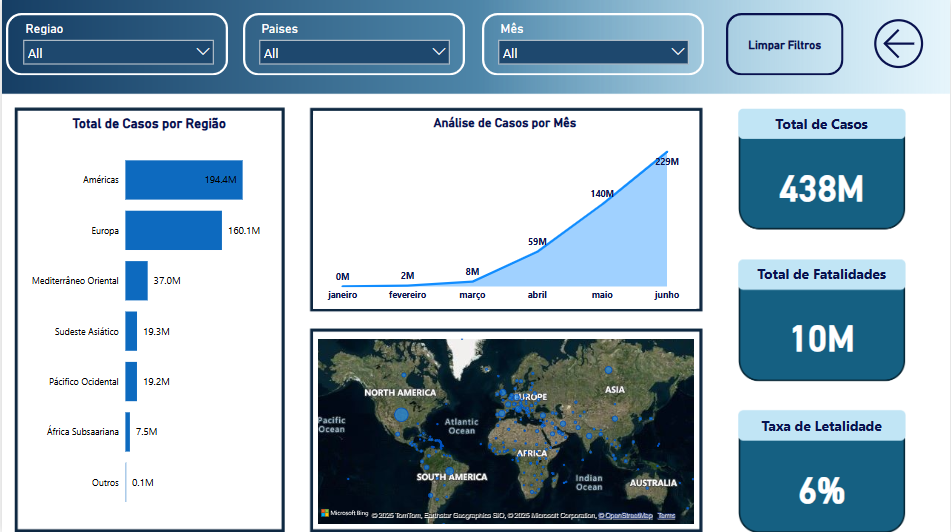 Regiao
All
Paises
All
Mês
All
Limpar Filtros
Total de Casos por Região
Américas
194.4M
Europa
160.1M
Mediterrâneo Oriental
37.0M
Sudeste Asiático
19.3M
Pácifico Ocidental
19.2M
África Subsaariana
7.5M
Outros
0.1M
Análise de Casos por Mês
0M
2M
8M
59M
140M
229M
janeiro
fevereiro
março
abril
maio
junho
NORTH AMERICA
EUROPE
ASIA
Pacific
Ocean
Atlantic
Ocean
AFRICA
SOUTH AMERICA
Indian
Ocean
AUSTRALIA
Microsoft Bing
© 2025 TomTom, Earthstar Geographics SIO, © 2025 Microsoft Corporation, © OpenStreetMap Terms
Total de Casos
438M
Total de Fatalidades
10M
Taxa de Letalidade
6%